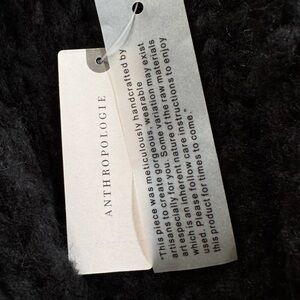 ANTHROPOLOGIE
"This piece was meticulously handcrafted by
artisans to create gorgeous, wearable
art especially for you. Some variation may exist
which is an inherent nature of the raw materials
used. Please follow care instructions to enjoy
this product for times to come."